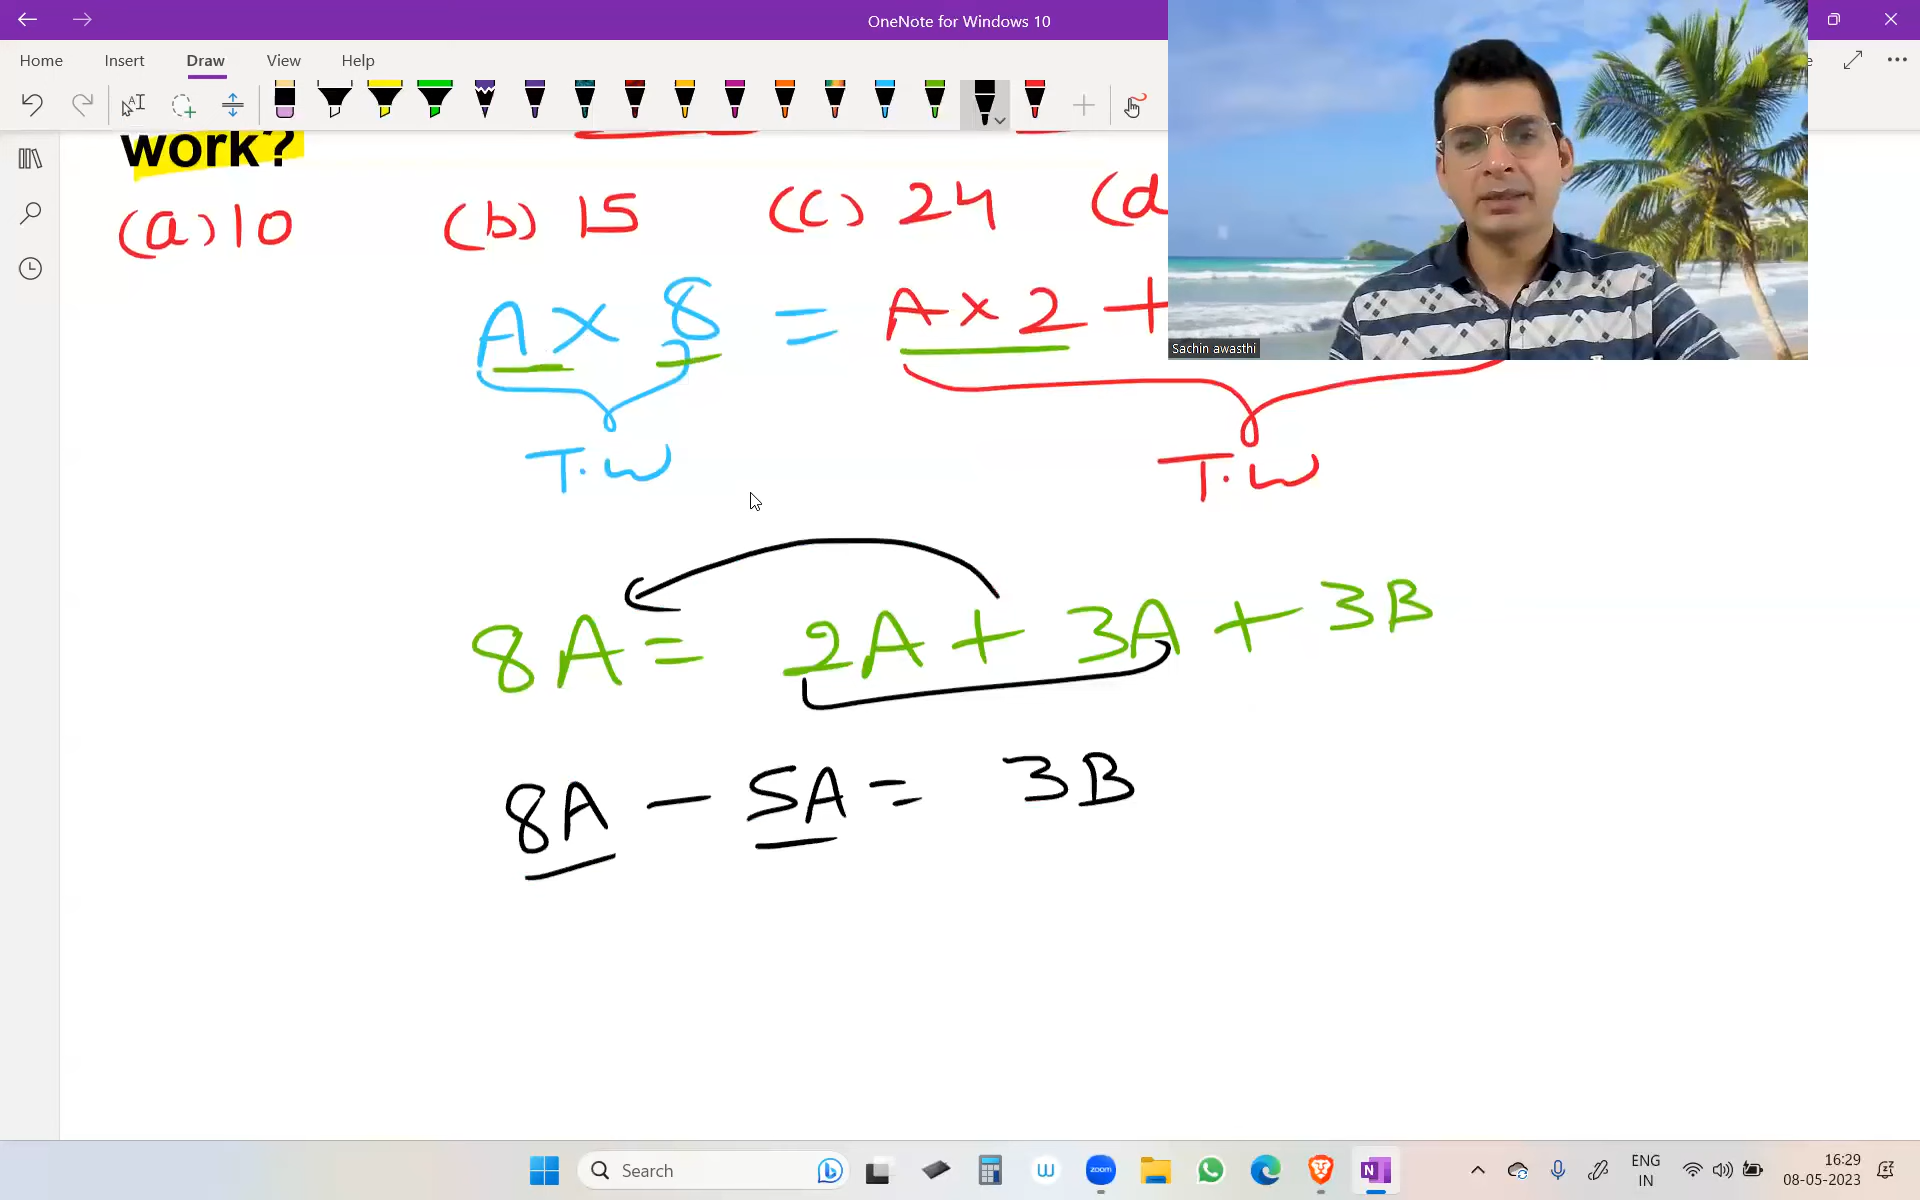 OneNote for Windows 10
Home Insert Draw View Help
work?
(a) 10 (b) 15 (c) 24 (d
A × 8 = A × 2 +
Sachin awasthi
T.W T.W
8A = 2A + 3A + 3B
8A - 5A = 3B
Search
zoom
ENG
IN
16:29
08-05-2023